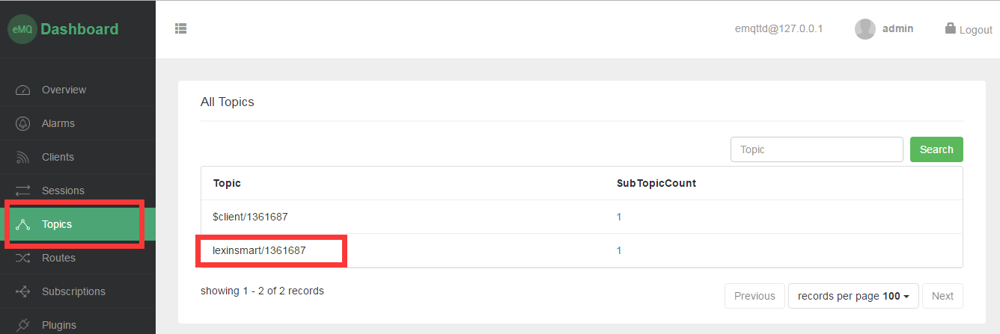 eMQ Dashboard
emqttd@127.0.0.1 admin Logout
Overview
Alarms
Clients
Sessions
Topics
Routes
Subscriptions
Plugins
All Topics
Topic Search
Topic SubTopicCount
$client/1361687 1
lexinsmart/1361687 1
showing 1 - 2 of 2 records
Previous records per page 100 Next